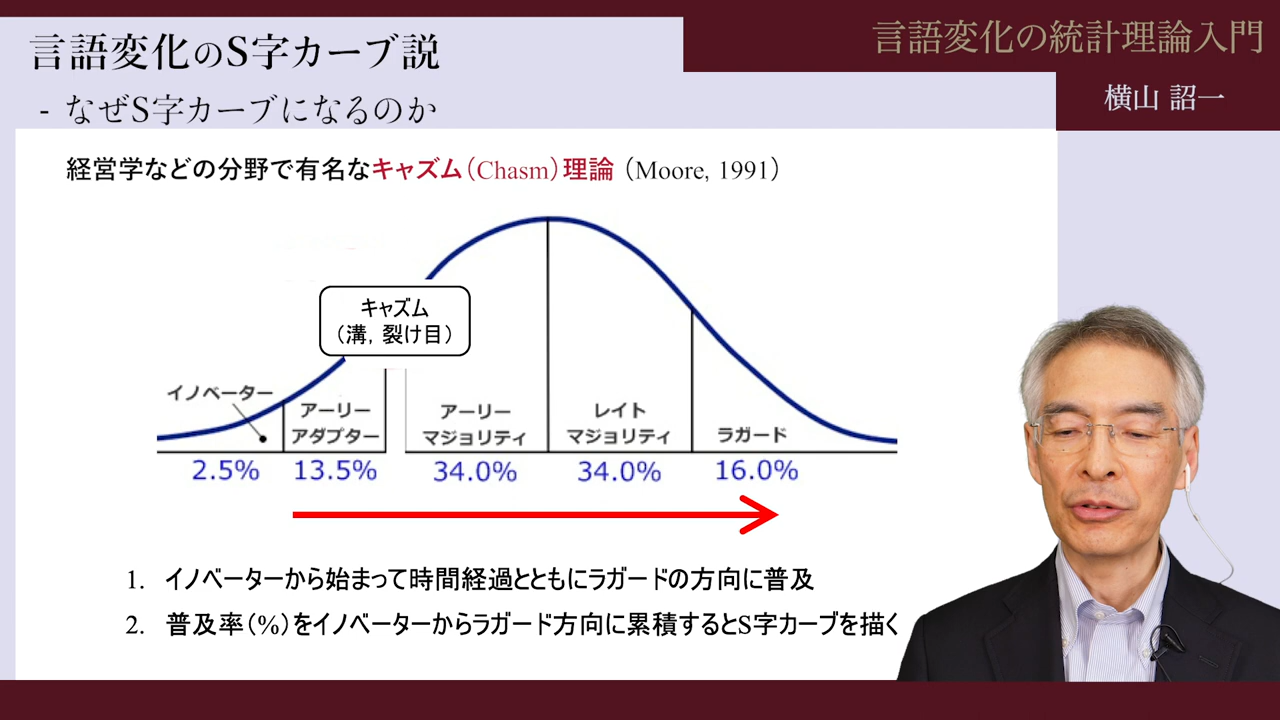 言語変化のS字カーブ説
言語変化の統計理論入門
- なぜS字カーブになるのか
横山 詔一
経営学などの分野で有名なキャズム（Chasm）理論（Moore, 1991）
キャズム
（溝, 裂け目）
イノベーター
アーリー
アダプター
アーリー
マジョリティ
レイト
マジョリティ
ラガード
2.5% 13.5% 34.0% 34.0% 16.0%
1. イノベーターから始まって時間経過とともにラガードの方向に普及
2. 普及率（%）をイノベーターからラガード方向に累積するとS字カーブを描く